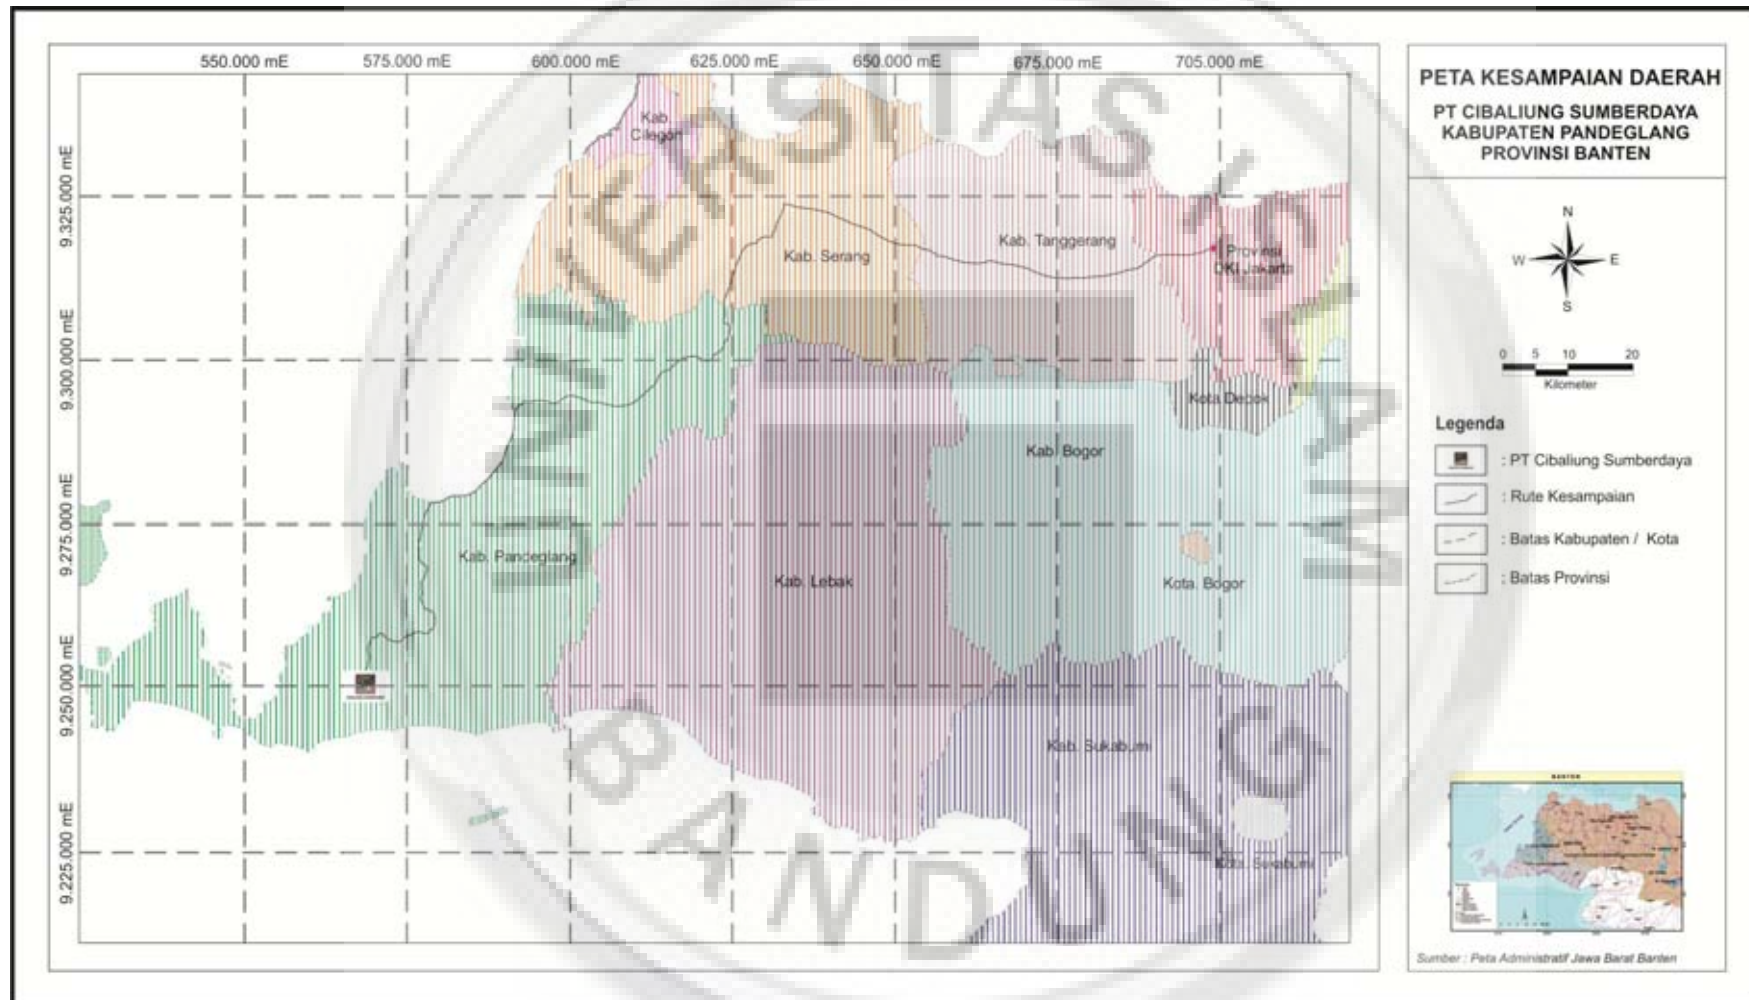 550.000 mE 575.000 mE 600.000 mE 625.000 mE 650.000 mE 675.000 mE 705.000 mE
9.325.000 mE
9.300.000 mE
9.275.000 mE
9.250.000 mE
9.225.000 mE
Kab.
Cilegon
Kab. Serang
Kab. Tanggerang
Provinsi
DKI Jakarta
Kota Depok
Kab. Bogor
Kab. Pandeglang
Kab. Lebak
Kota. Bogor
Kab. Sukabumi
Kota. Sukabumi
BANDUNG
PETA KESAMPAIAN DAERAH
PT CIBALIUNG SUMBERDAYA
KABUPATEN PANDEGLANG
PROVINSI BANTEN
N
W E
S
0 5 10 20
Kilometer
Legenda
: PT Cibaliung Sumberdaya
: Rute Kesampaian
: Batas Kabupaten / Kota
: Batas Provinsi
BANTEN
Sumber : Peta Administratif Jawa Barat Banten